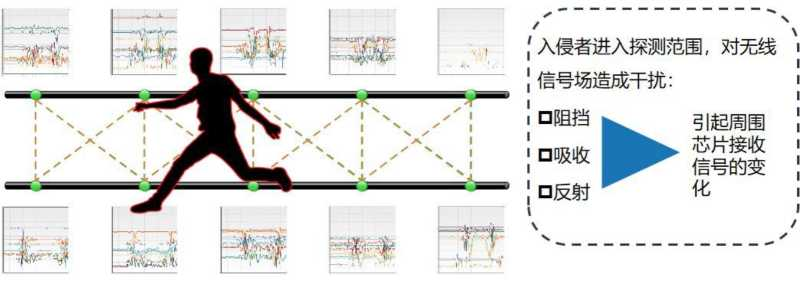 入侵者进入探测范围，对无线
信号场造成干扰：
阻挡
吸收
反射
引起周围
芯片接收
信号的变
化